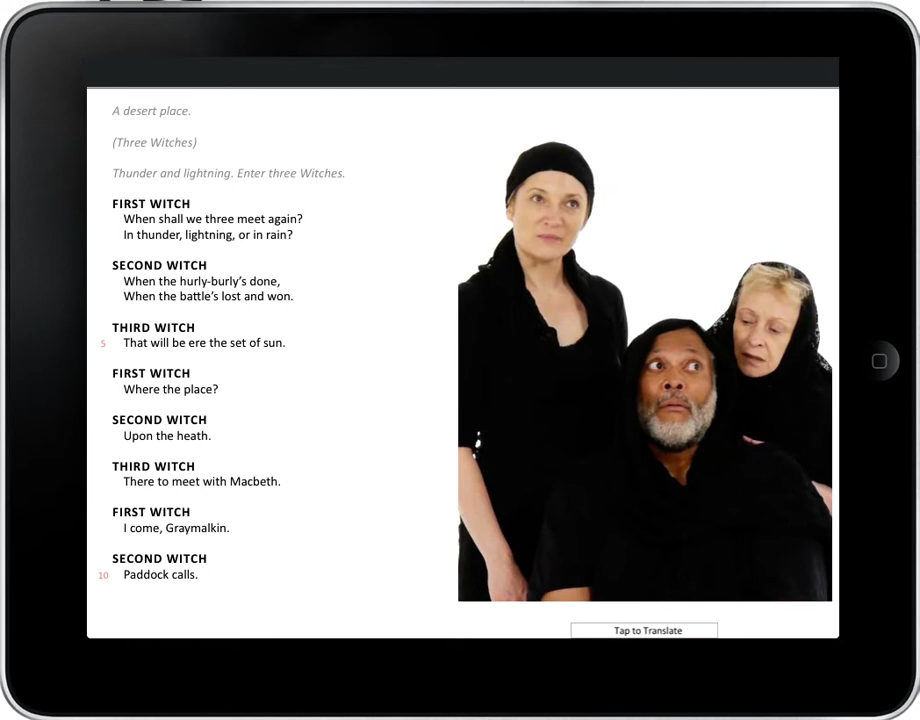 A desert place.
(Three Witches)
Thunder and lightning. Enter three Witches.
FIRST WITCH
When shall we three meet again?
In thunder, lightning, or in rain?
SECOND WITCH
When the hurly-burly's done,
When the battle's lost and won.
THIRD WITCH
5 That will be ere the set of sun.
FIRST WITCH
Where the place?
SECOND WITCH
Upon the heath.
THIRD WITCH
There to meet with Macbeth.
FIRST WITCH
I come, Graymalkin.
SECOND WITCH
10 Paddock calls.
Tap to Translate